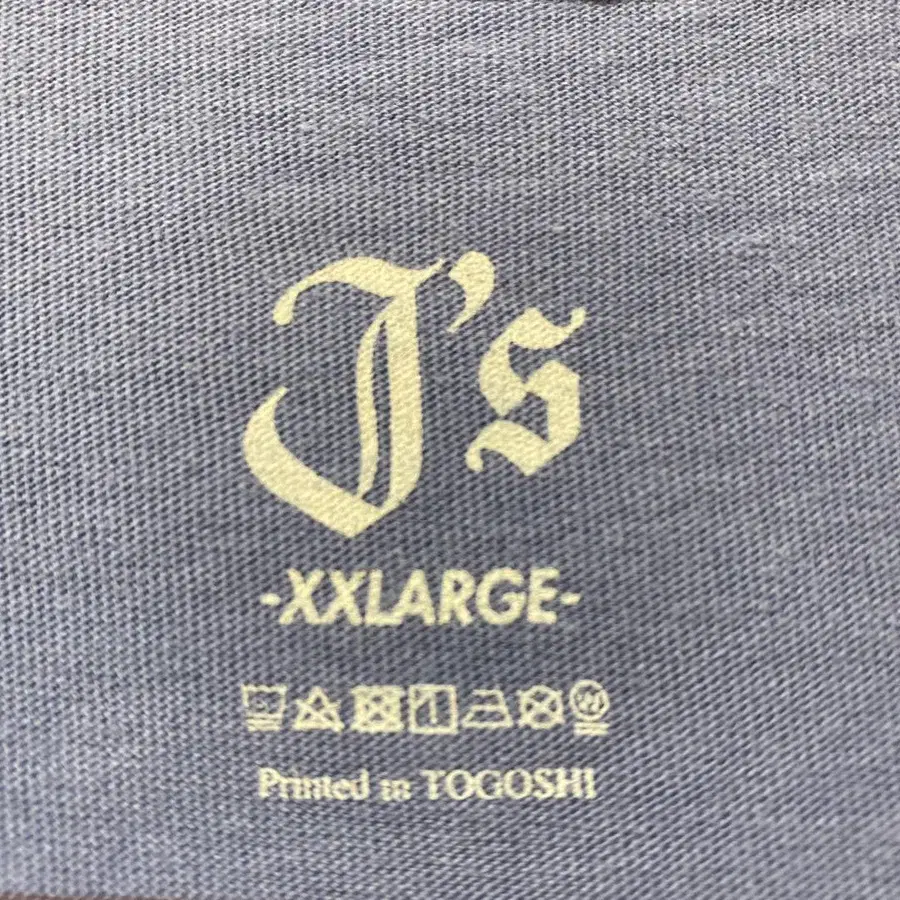 J's
-XXLARGE-
Printed in TOGOSHI